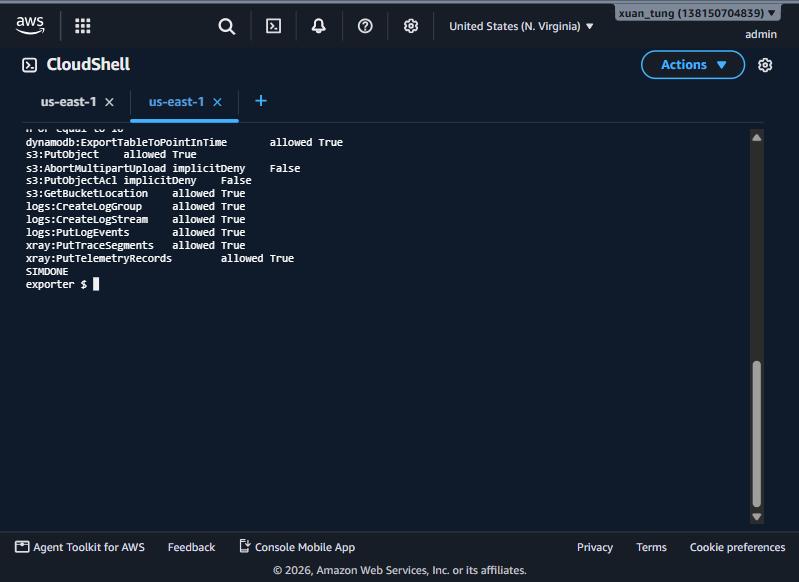 aws
United States (N. Virginia) ▼
xuan_tung (138150704839) ▼
admin
CloudShell
Actions ▼
us-east-1 ×
us-east-1 ×
+
n or equal to 10
dynamodb:ExportTableToPointInTime allowed True
s3:PutObject allowed True
s3:AbortMultipartUpload implicitDeny False
s3:PutObjectAcl implicitDeny False
s3:GetBucketLocation allowed True
logs:CreateLogGroup allowed True
logs:CreateLogStream allowed True
logs:PutLogEvents allowed True
xray:PutTraceSegments allowed True
xray:PutTelemetryRecords allowed True
SIMDONE
exporter $
Agent Toolkit for AWS
Feedback
Console Mobile App
Privacy
Terms
Cookie preferences
© 2026, Amazon Web Services, Inc. or its affiliates.